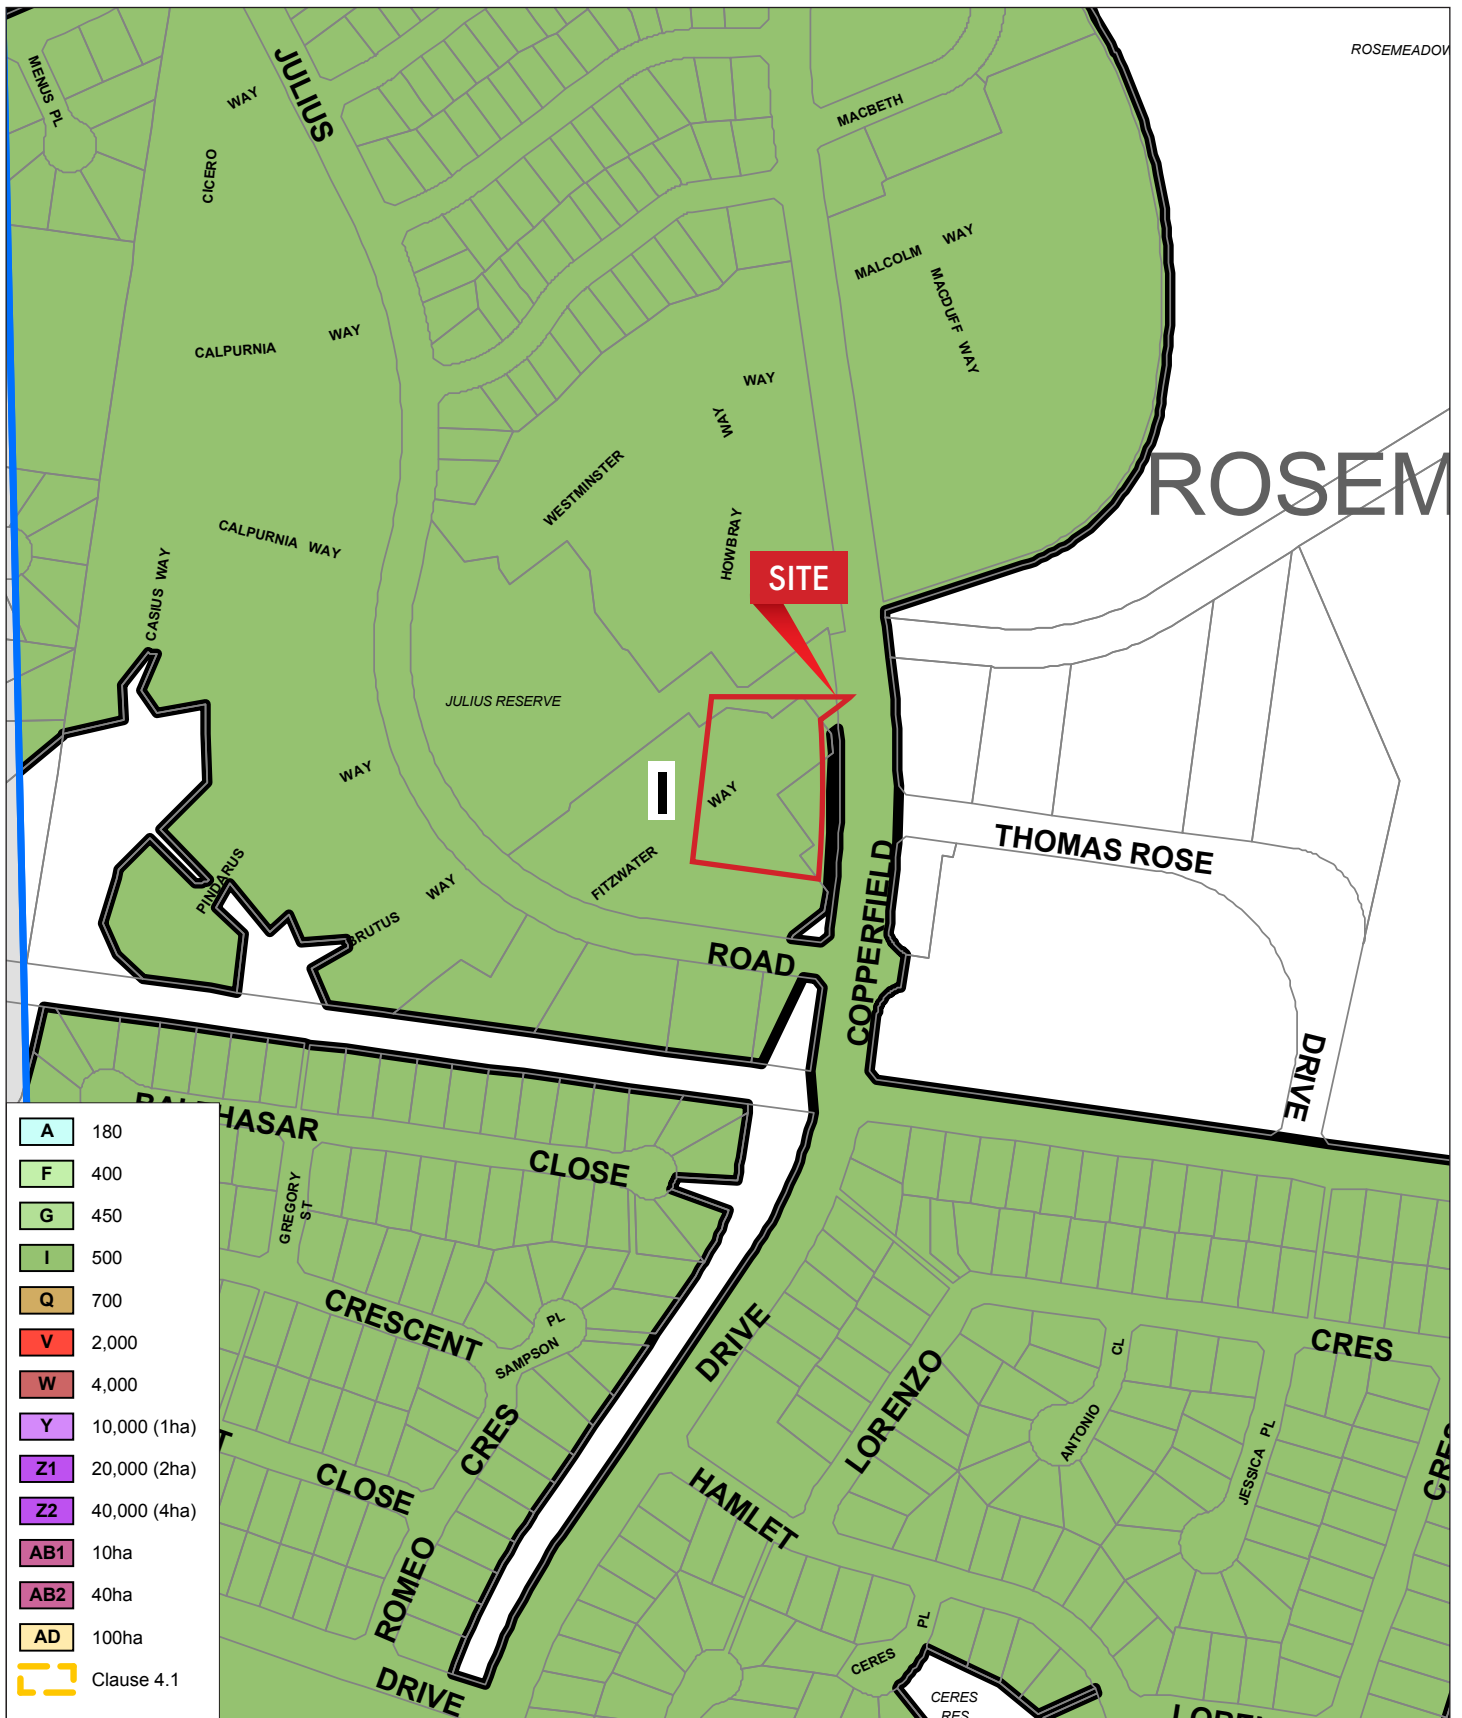 ROSEMEADOW
MENUS PL
JULIUS
WAY
CICERO
MACBETH
MALCOLM WAY
MACDUFF WAY
CALPURNIA WAY
WAY
WAY
WESTMINSTER
ROSEM
CALPURNIA WAY
HOWBRAY
CASIUS WAY
SITE
JULIUS RESERVE
WAY
I
WAY
THOMAS ROSE
PINDARUS
FITZWATER
WAY
BRUTUS
ROAD
COPPERFIELD
DRIVE
BALTHASAR
CLOSE
GREGORY
ST
CRESCENT
PL
SAMPSON
DRIVE
CL
CRES
LORENZO
ANTONIO
JESSICA PL
CRES
CRES
CLOSE
HAMLET
ROMEO
PL
CERES
DRIVE
CERES
RES
A 180
F 400
G 450
I 500
Q 700
V 2,000
W 4,000
Y 10,000 (1ha)
Z1 20,000 (2ha)
Z2 40,000 (4ha)
AB1 10ha
AB2 40ha
AD 100ha
Clause 4.1